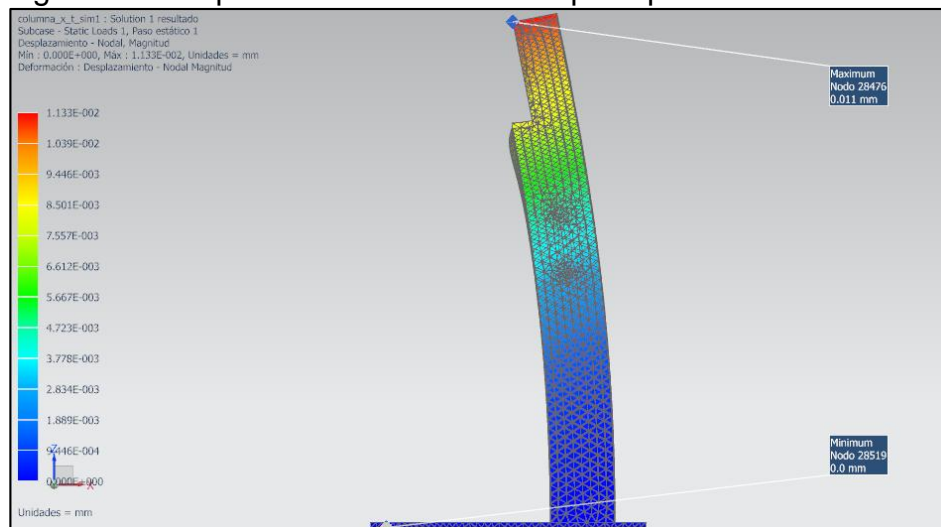 columna_x_t_sim1 : Solution 1 resultado
Subcase - Static Loads 1, Paso estático 1
Desplazamiento - Nodal, Magnitud
Mín : 0.000E+000, Máx : 1.133E-002, Unidades = mm
Deformación : Desplazamiento - Nodal Magnitud
Maximum
Nodo 28476
0.011 mm
1.133E-002
1.039E-002
9.446E-003
8.501E-003
7.557E-003
6.612E-003
5.667E-003
4.723E-003
3.778E-003
2.834E-003
1.889E-003
9.446E-004
0.000E+000
Z
X
Minimum
Nodo 28519
0.0 mm
Unidades = mm